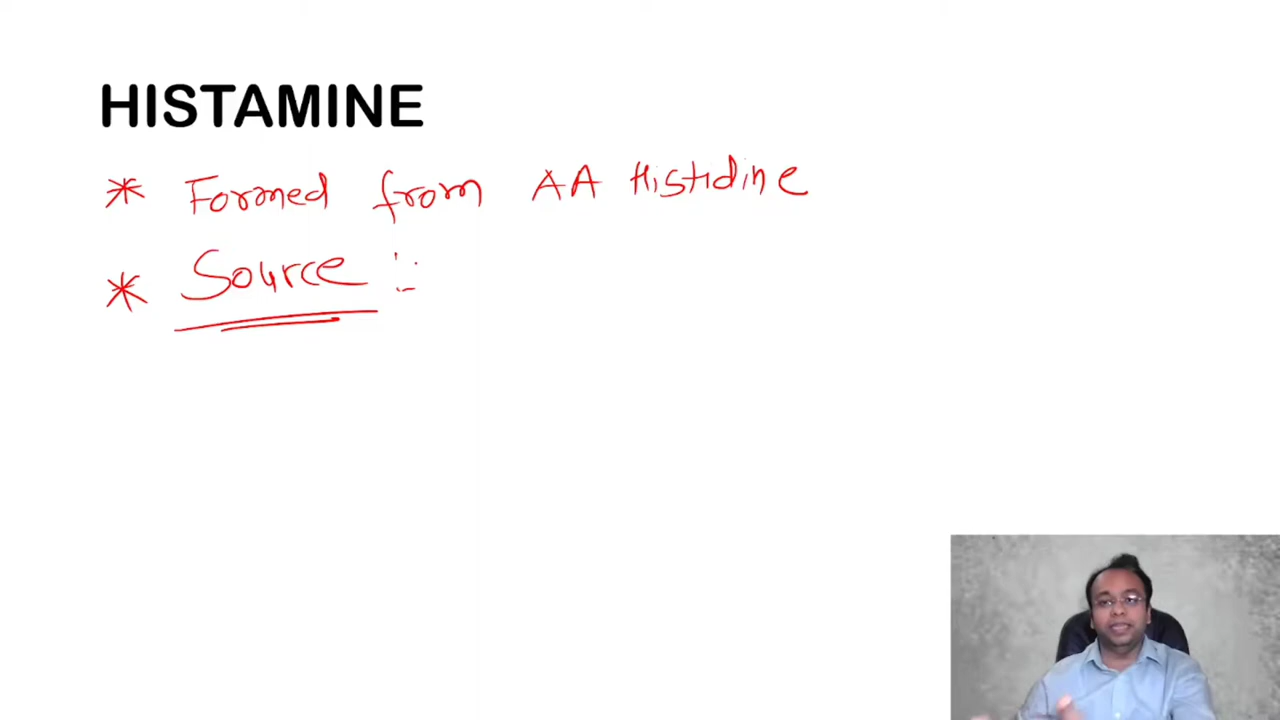 HISTAMINE
* Formed from AA Histidine
* Source :-